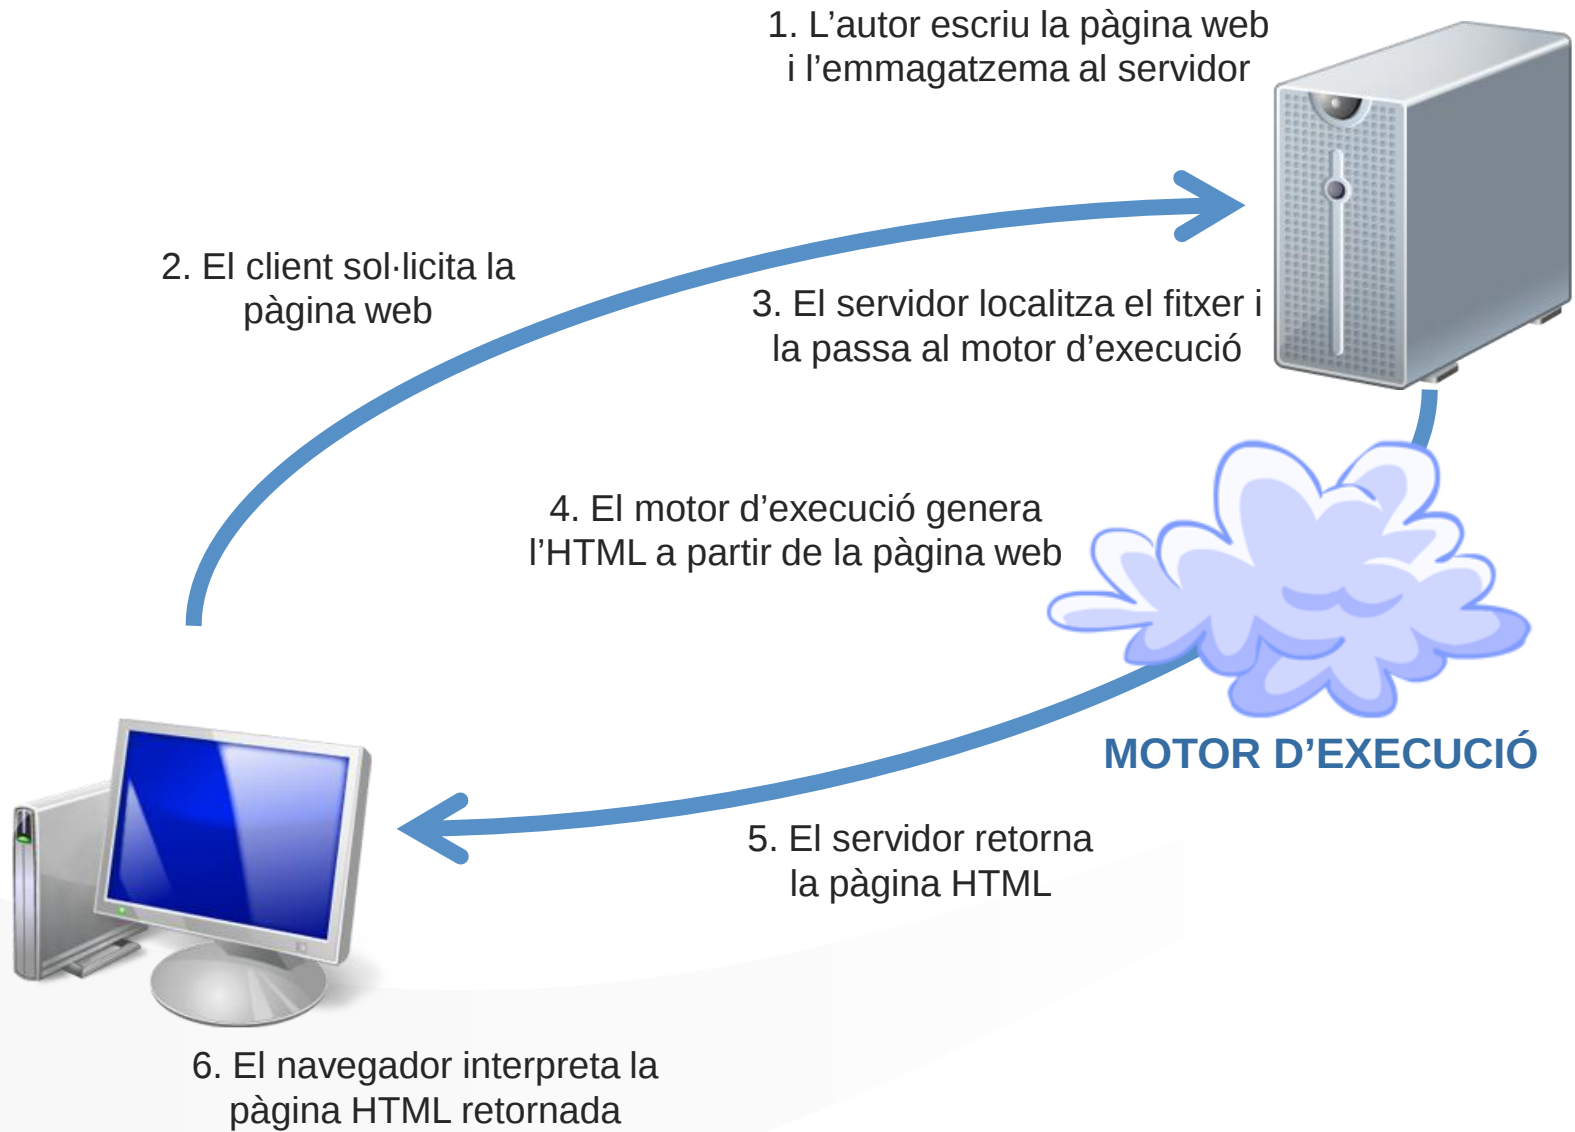 1. L’autor escriu la pàgina web
i l’emmagatzema al servidor
2. El client sol·licita la
pàgina web
3. El servidor localitza el fitxer i
la passa al motor d’execució
4. El motor d’execució genera
l’HTML a partir de la pàgina web
MOTOR D’EXECUCIÓ
5. El servidor retorna
la pàgina HTML
6. El navegador interpreta la
pàgina HTML retornada